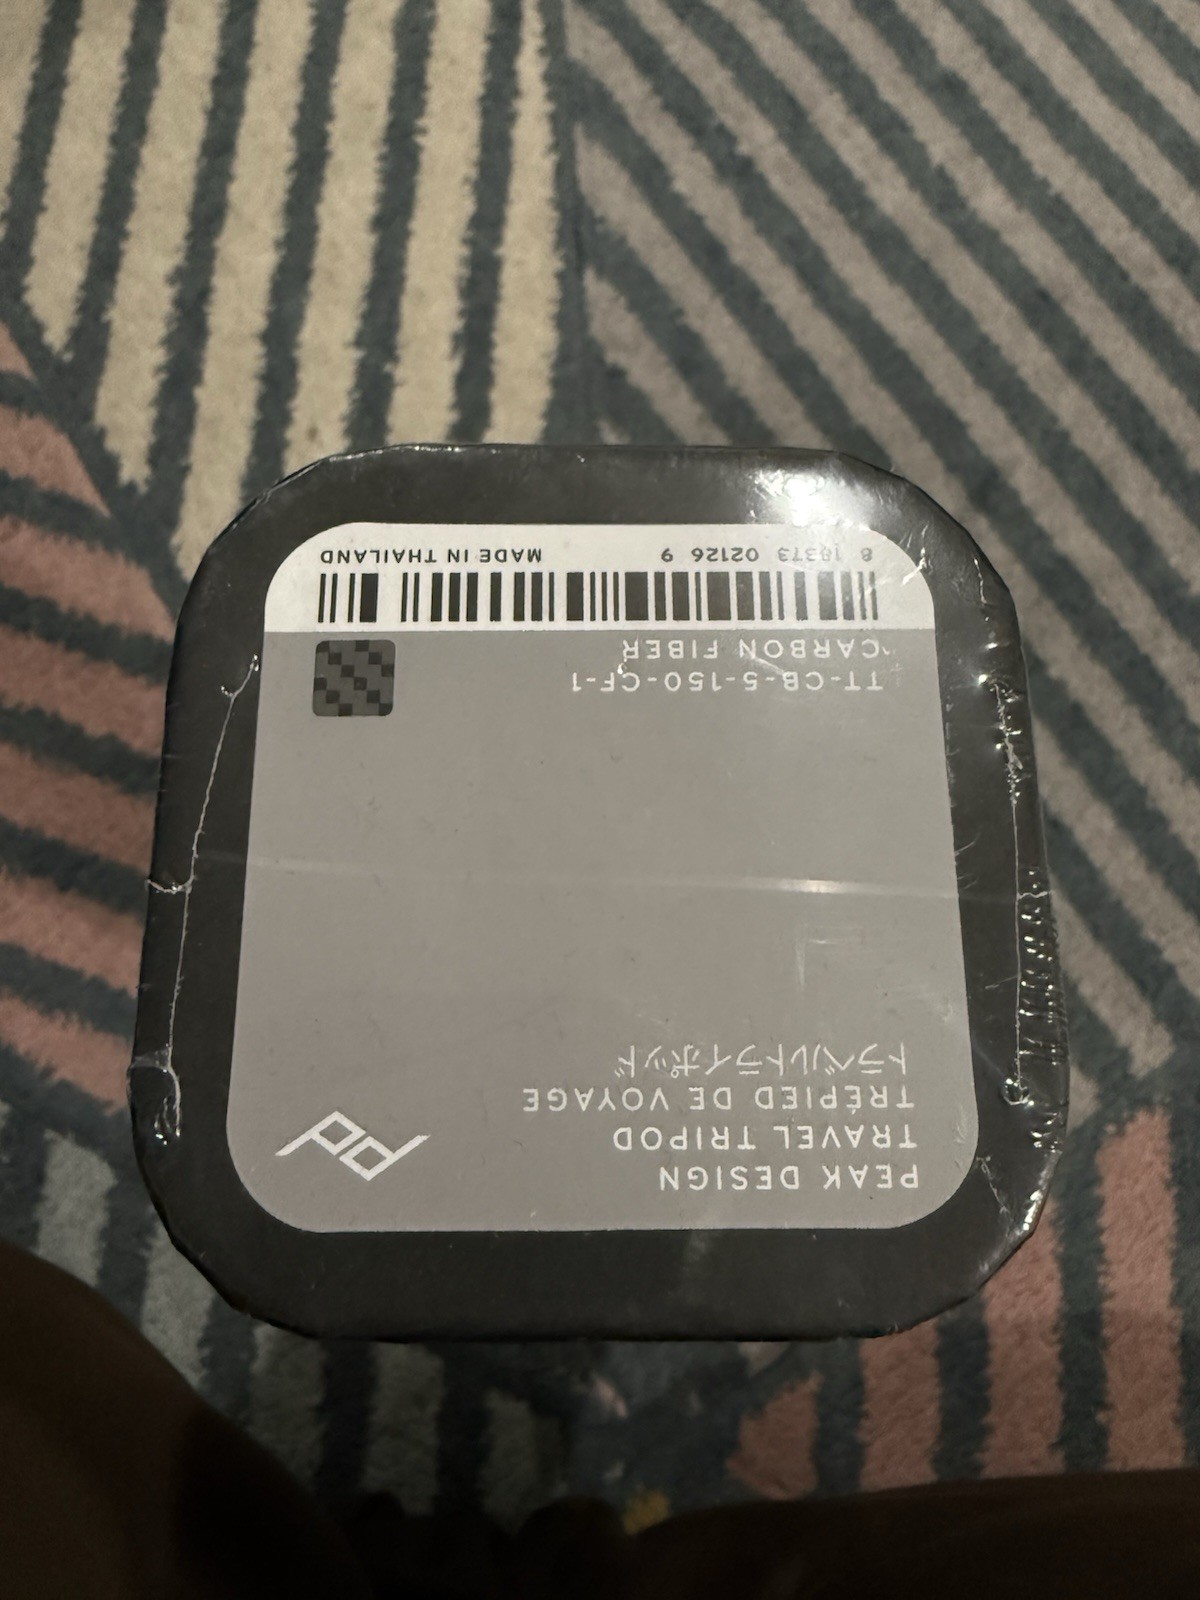 PEAK DESIGN
TRAVEL TRIPOD
TRÉPIED DE VOYAGE
トラベルトライポッド
TT-CB-5-150-CF-1
CARBON FIBER
8 18373 02126 9 MADE IN THAILAND